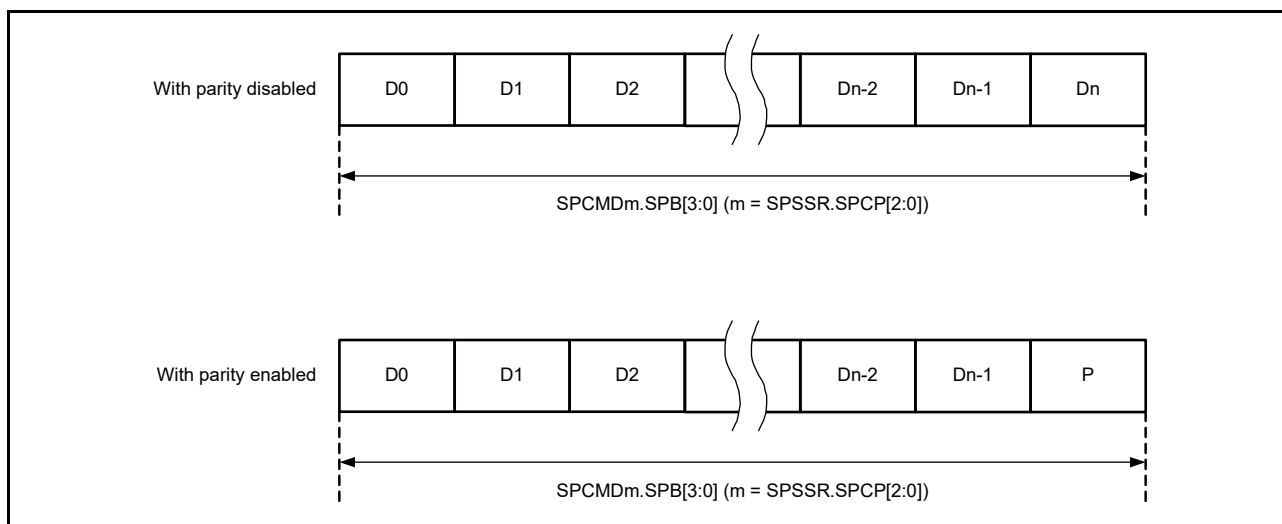 With parity disabled D0 D1 D2 Dn-2 Dn-1 Dn
SPCMDm.SPB[3:0] (m = SPSSR.SPCP[2:0])
With parity enabled D0 D1 D2 Dn-2 Dn-1 P
SPCMDm.SPB[3:0] (m = SPSSR.SPCP[2:0])